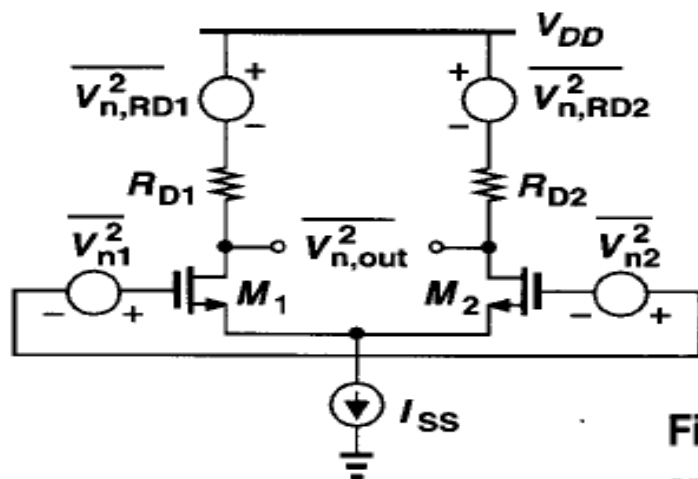 + + V_DD
V²_n,RD1 V²_n,RD2
− −
R_D1 R_D2
V²_n1 V²_n,out V²_n2
− + M_1 M_2 − +
I_SS
Fi